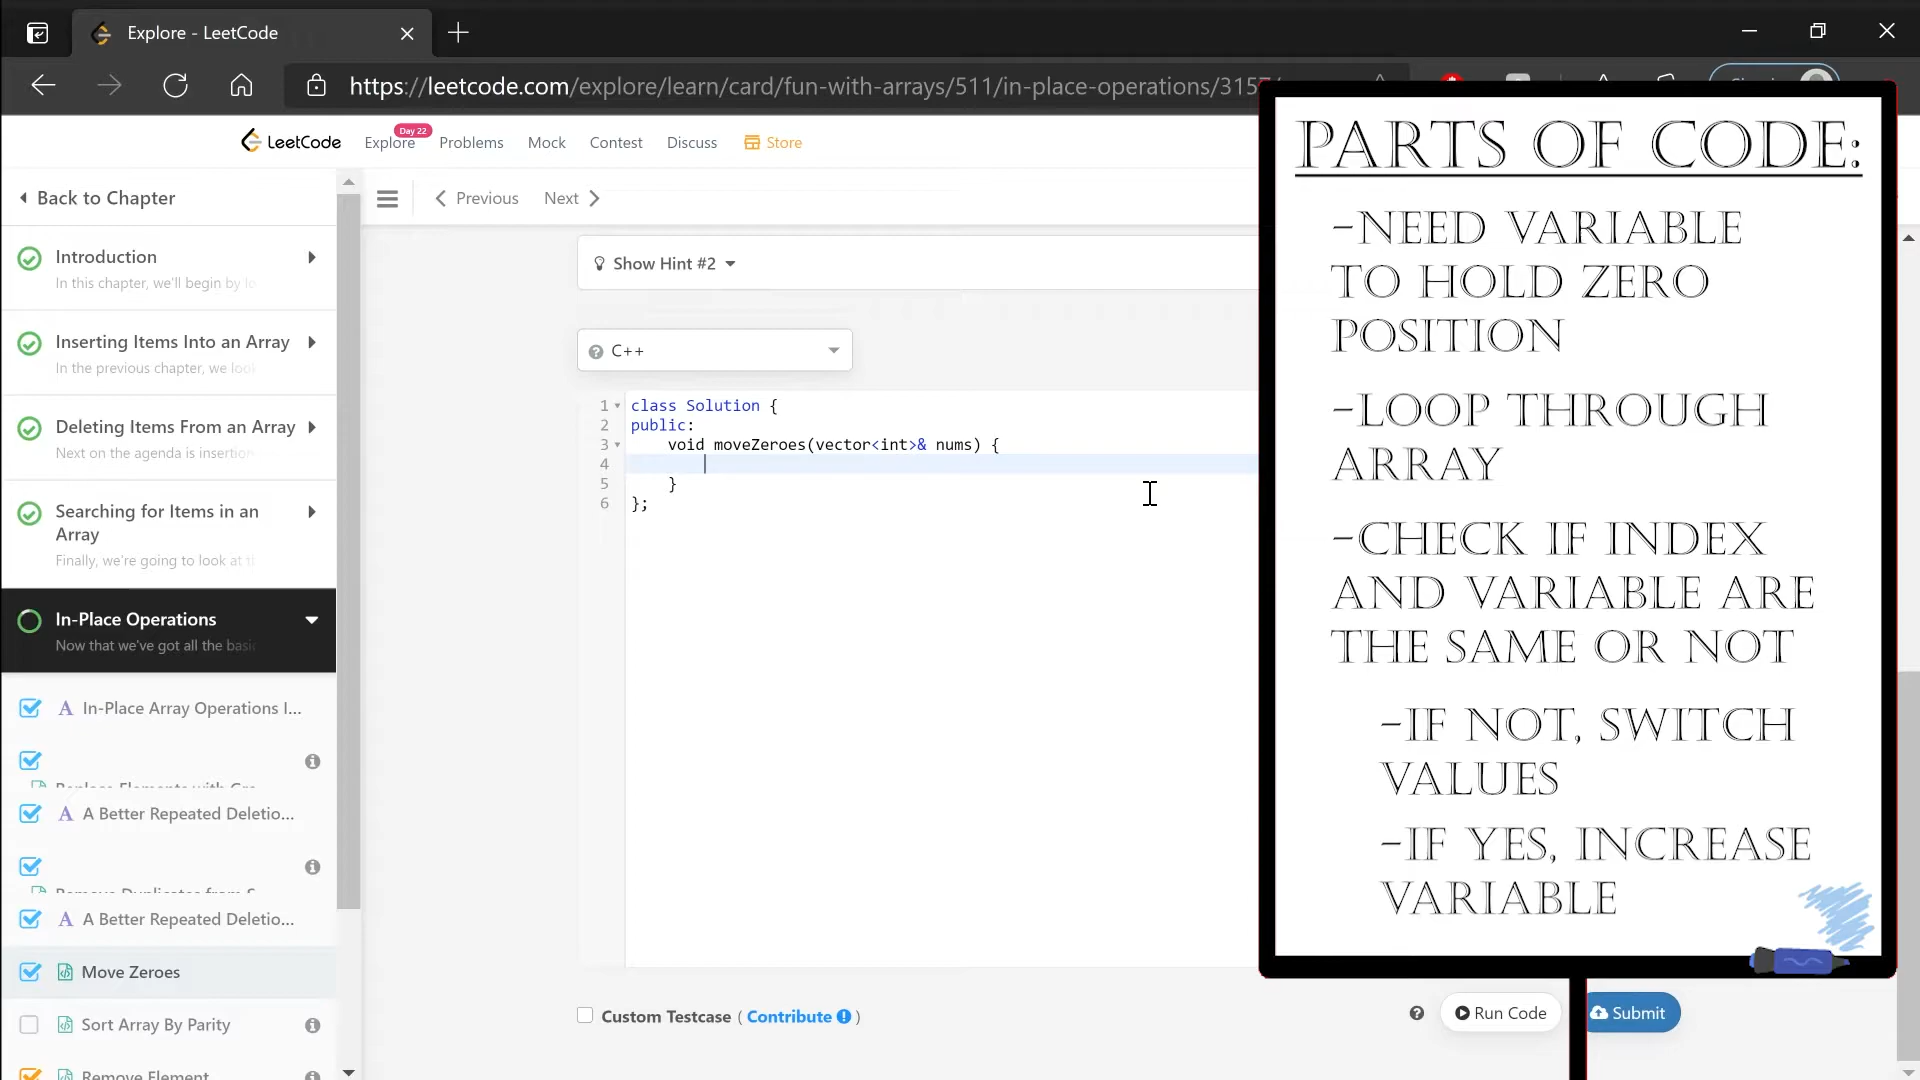 Explore - LeetCode
https://leetcode.com/explore/learn/card/fun-with-arrays/511/in-place-operations/3157/
LeetCode
Explore
Day 22
Problems
Mock
Contest
Discuss
Store
Back to Chapter
Previous
Next
Introduction
In this chapter, we'll begin by lo
Inserting Items Into an Array
In the previous chapter, we look
Deleting Items From an Array
Next on the agenda is insertion
Searching for Items in an
Array
Finally, we're going to look at th
In-Place Operations
Now that we've got all the basic
A In-Place Array Operations I...
A A Better Repeated Deletio...
A A Better Repeated Deletio...
Move Zeroes
Sort Array By Parity
Remove Element
Show Hint #2
C++
1 class Solution {
2 public:
3 void moveZeroes(vector<int>& nums) {
4
5 }
6 };
Custom Testcase ( Contribute )
Run Code
Submit
PARTS OF CODE:
-NEED VARIABLE
TO HOLD ZERO
POSITION
-LOOP THROUGH
ARRAY
-CHECK IF INDEX
AND VARIABLE ARE
THE SAME OR NOT
-IF NOT, SWITCH
VALUES
-IF YES, INCREASE
VARIABLE